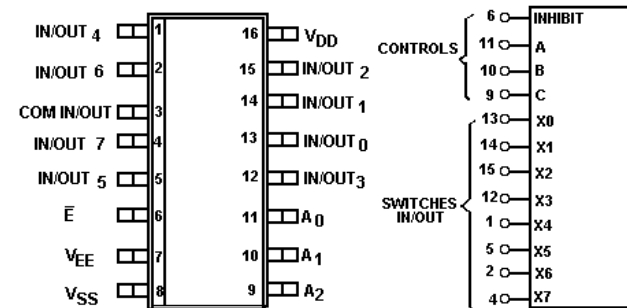 IN/OUT 4 1
IN/OUT 6 2
COM IN/OUT 3
IN/OUT 7 4
IN/OUT 5 5
E̅ 6
VEE 7
VSS 8
16 VDD
15 IN/OUT 2
14 IN/OUT 1
13 IN/OUT 0
12 IN/OUT3
11 A0
10 A1
9 A2
CONTROLS
6 INHIBIT
11 A
10 B
9 C
SWITCHES
IN/OUT
13 X0
14 X1
15 X2
12 X3
1 X4
5 X5
2 X6
4 X7